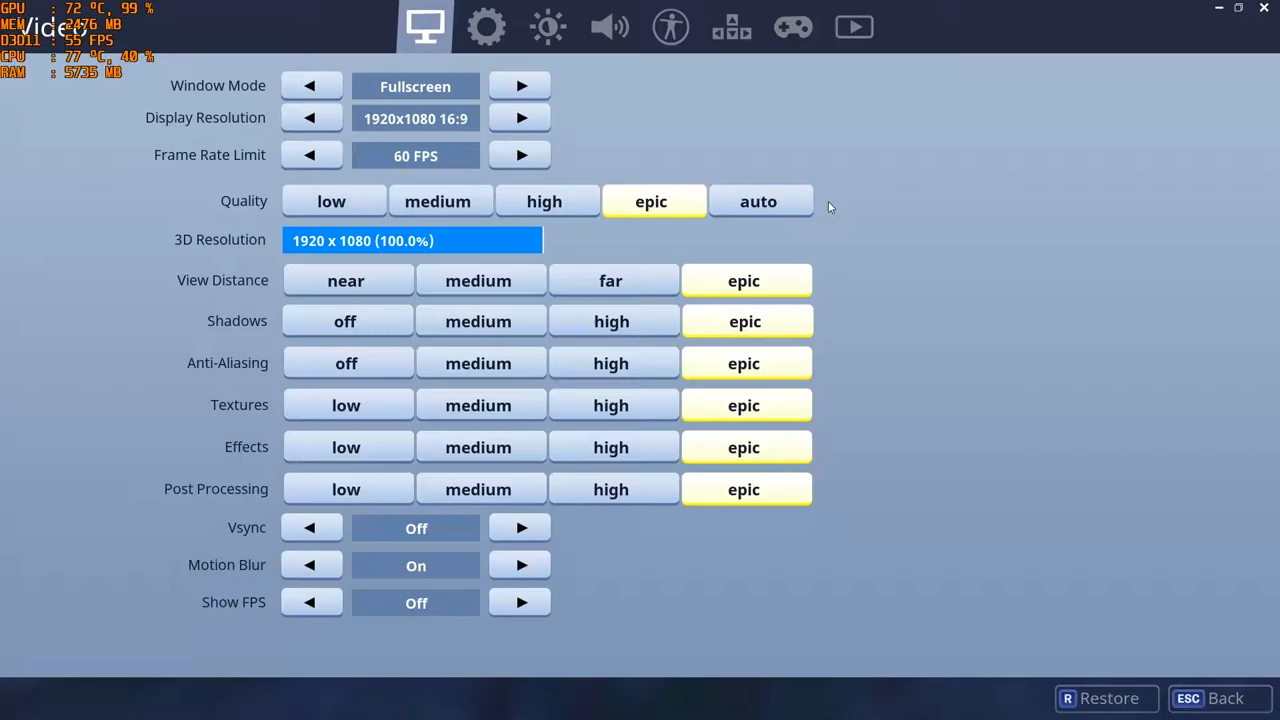 GPU : 72 °C, 99 %
MEM : 2476 MB
D3D11 : 55 FPS
CPU : 77 °C, 40 %
RAM : 5735 MB
Video
Window Mode ◀ Fullscreen ▶
Display Resolution ◀ 1920x1080 16:9 ▶
Frame Rate Limit ◀ 60 FPS ▶
Quality low medium high epic auto
3D Resolution 1920 x 1080 (100.0%)
View Distance near medium far epic
Shadows off medium high epic
Anti-Aliasing off medium high epic
Textures low medium high epic
Effects low medium high epic
Post Processing low medium high epic
Vsync ◀ Off ▶
Motion Blur ◀ On ▶
Show FPS ◀ Off ▶
R Restore ESC Back